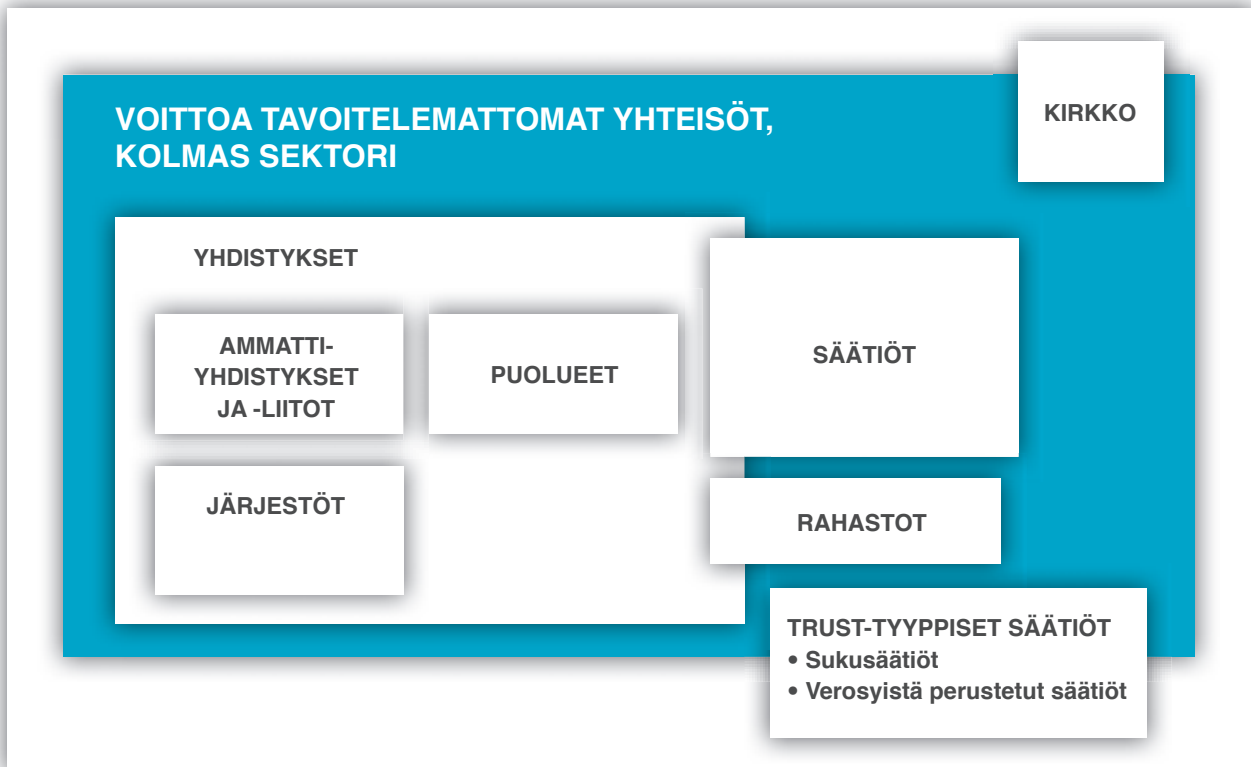 VOITTOA TAVOITELEMATTOMAT YHTEISÖT,
KOLMAS SEKTORI
KIRKKO
YHDISTYKSET
AMMATTI-
YHDISTYKSET
JA -LIITOT
PUOLUEET
SÄÄTIÖT
JÄRJESTÖT
RAHASTOT
TRUST-TYYPPISET SÄÄTIÖT
• Sukusäätiöt
• Verosyistä perustetut säätiöt